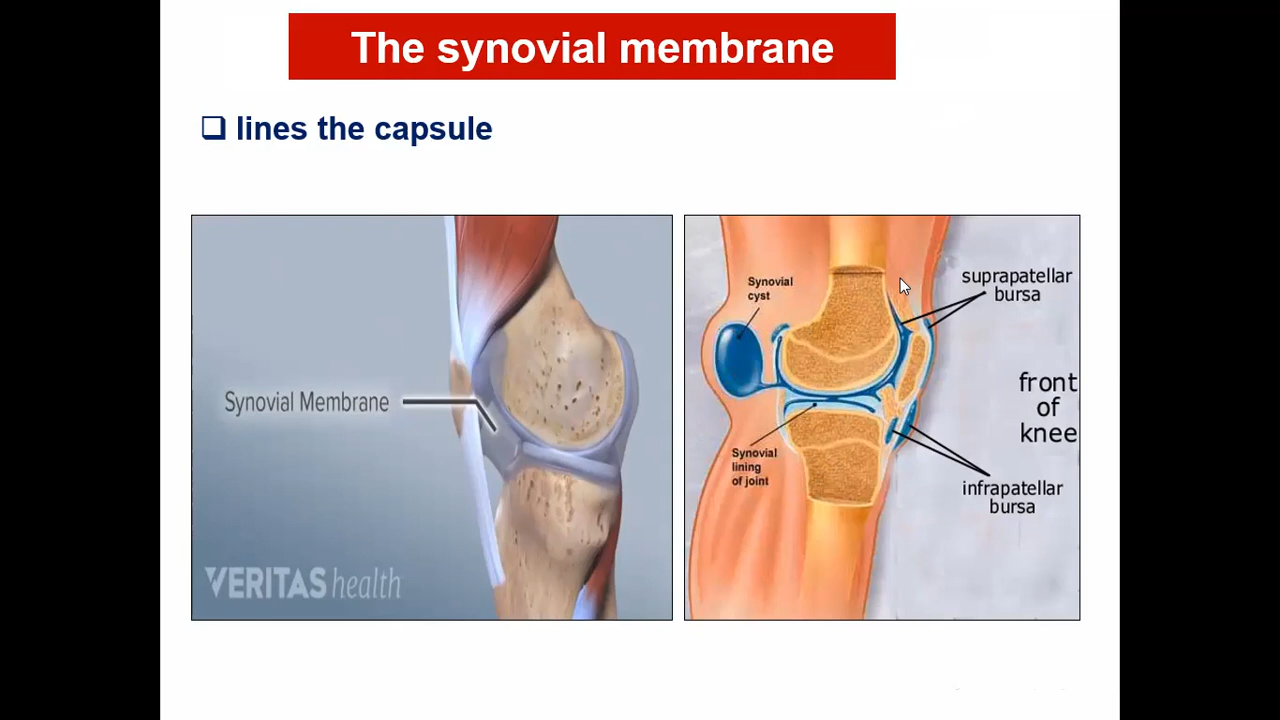 The synovial membrane
❑ lines the capsule
Synovial Membrane
VERITAS health
Synovial
cyst
suprapatellar
bursa
front
of
knee
Synovial
lining
of joint
infrapatellar
bursa